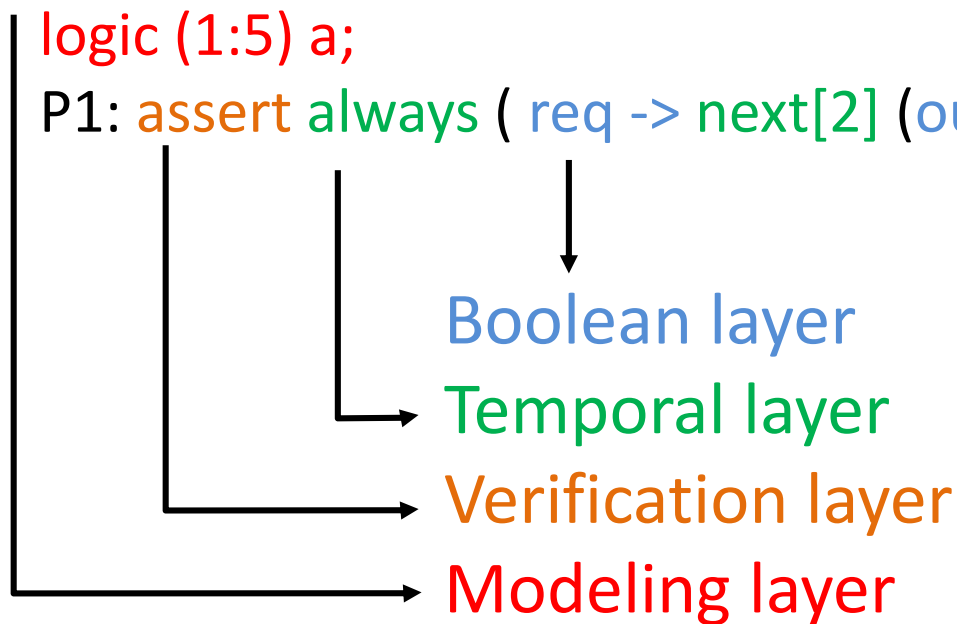 logic (1:5) a;
P1: assert always ( req -> next[2] (ou
Boolean layer
Temporal layer
Verification layer
Modeling layer